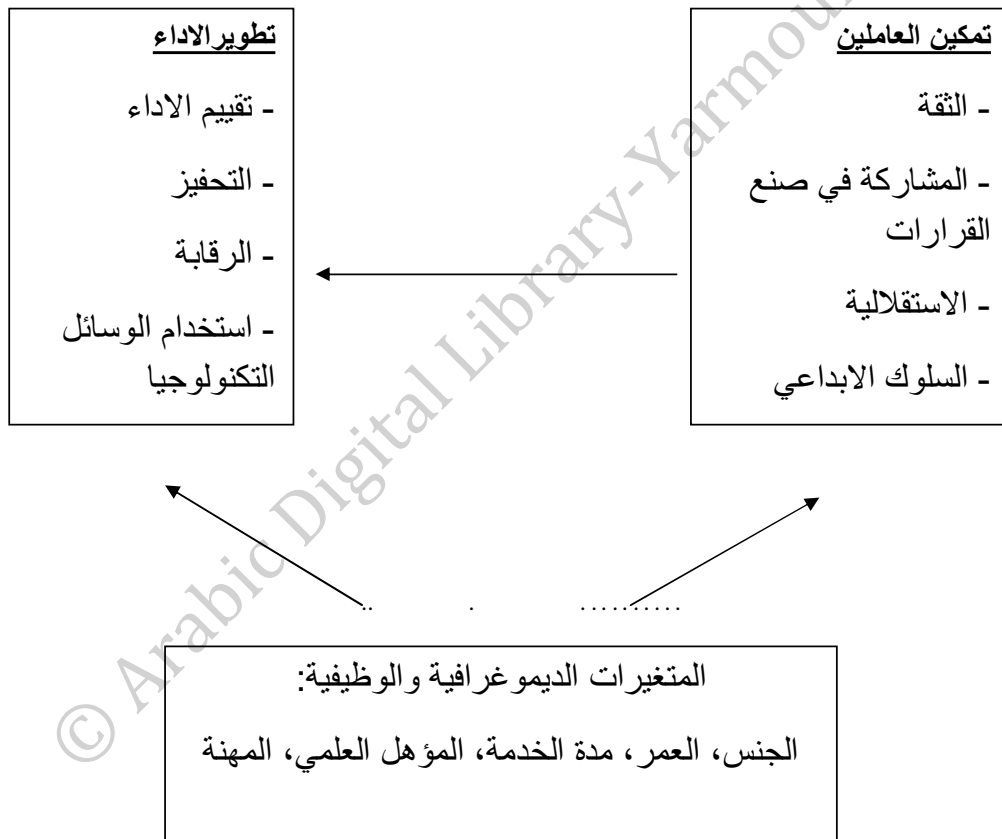 تمكين العاملين
- الثقة
- المشاركة في صنع
القرارات
- الاستقلالية
- السلوك الابداعي
تطوير الاداء
- تقييم الاداء
- التحفيز
- الرقابة
- استخدام الوسائل
التكنولوجيا
المتغيرات الديموغرافية والوظيفية:
الجنس، العمر، مدة الخدمة، المؤهل العلمي، المهنة
© Arabic Digital Library-Yarmou